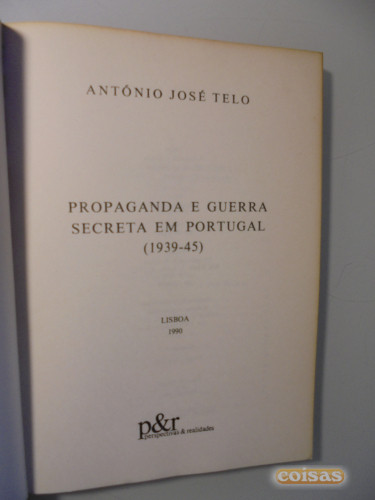 ANTÓNIO JOSÉ TELO
PROPAGANDA E GUERRA
SECRETA EM PORTUGAL
(1939-45)
LISBOA
1990
p&r
perspectivas & realidades
coisas